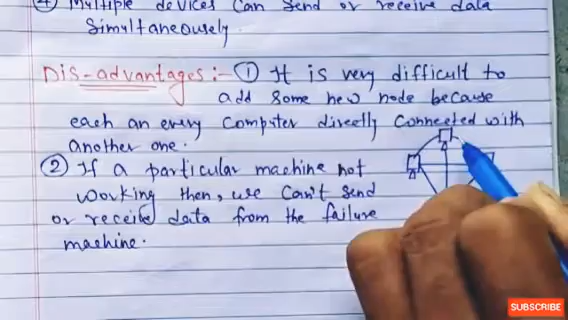 ④ Multiple devices can send or receive data
Simultaneousely.
Dis-advantages:- ① It is very difficult to
add some new node because
each an every computer directly connected with
another one.
② If a particular machine not
working then, we can't send
or receive data from the failure
machine.
SUBSCRIBE